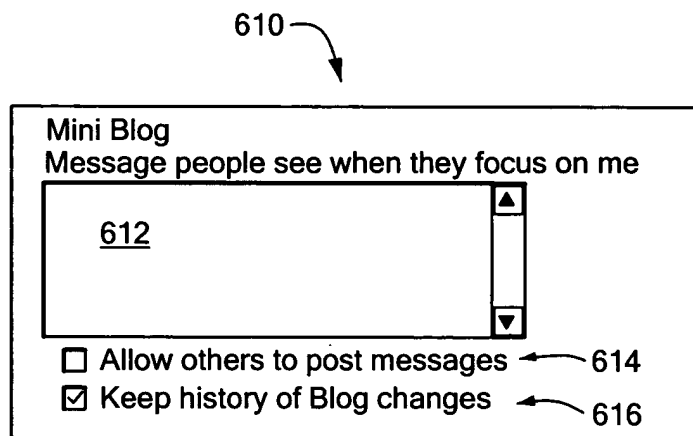 610
Mini Blog
Message people see when they focus on me
612
Allow others to post messages 614
Keep history of Blog changes 616